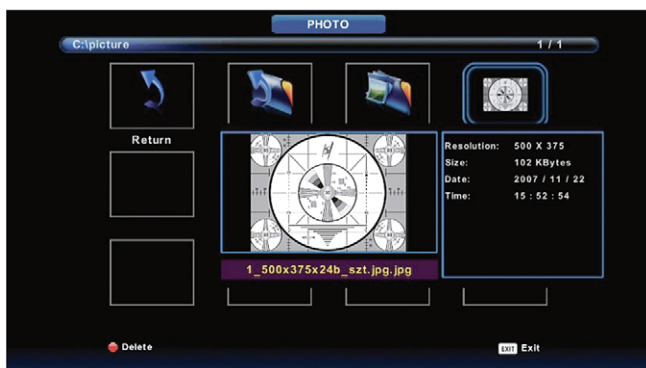 PHOTO
C:\picture
1 / 1
Return
Resolution: 500 X 375
Size: 102 KBytes
Date: 2007 / 11 / 22
Time: 15 : 52 : 54
1_500x375x24b_szt.jpg.jpg
Delete
EXIT Exit